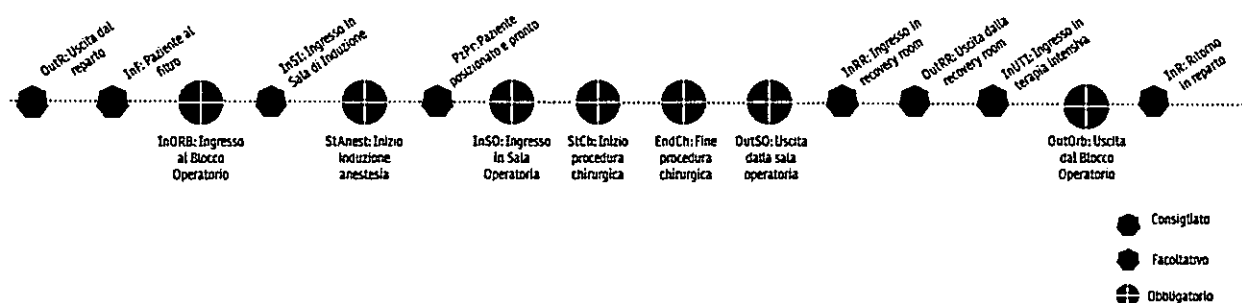 OutR: Uscita dal
reparto
InF: Paziente al
filtro
InORB: Ingresso
al Blocco
Operatorio
InSI: Ingresso in
Sala di Induzione
StAnest: Inizio
Induzione
anestesia
PzPr: Paziente
posizionato e pronto
InSO: Ingresso
in Sala
Operatoria
StCh: Inizio
procedura
chirurgica
EndCh: Fine
procedura
chirurgica
OutSO: Uscita
dalla sala
operatoria
InRR: Ingresso in
recovery room
OutRR: Uscita dalla
recovery room
InUTI: Ingresso in
terapia intensiva
OutOrb: Uscita
dal Blocco
Operatorio
InR: Ritorno
in reparto
Consigliato
Facoltativo
Obbligatorio